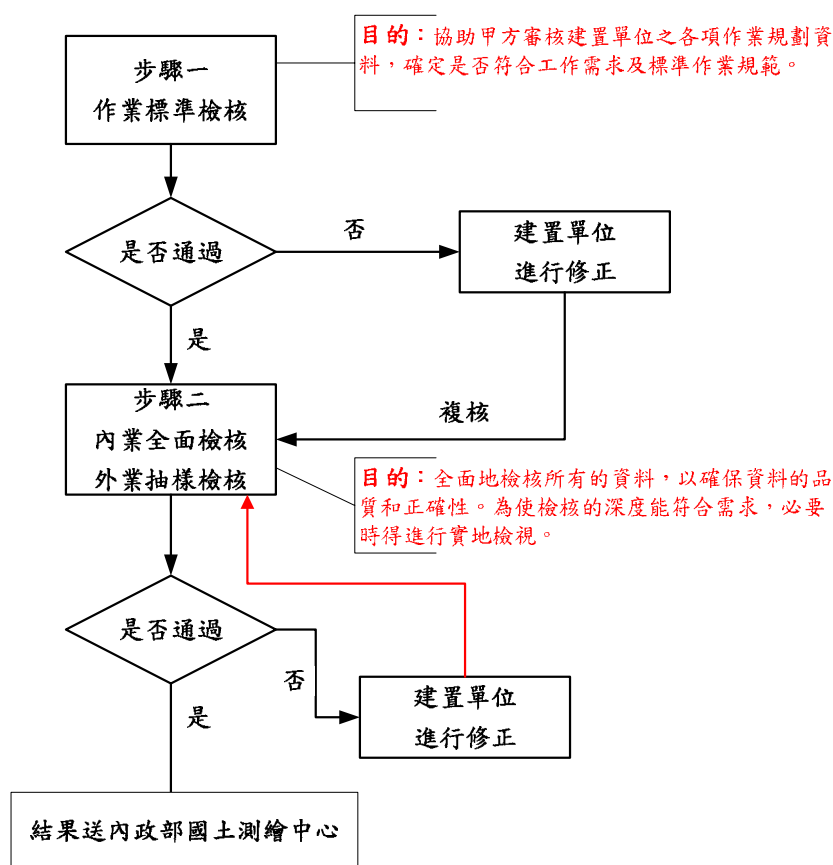 步驟一
作業標準檢核
目的：協助甲方審核建置單位之各項作業規劃資
料，確定是否符合工作需求及標準作業規範。
是否通過
否
建置單位
進行修正
是
複核
步驟二
內業全面檢核
外業抽樣檢核
目的：全面地檢核所有的資料，以確保資料的品
質和正確性。為使檢核的深度能符合需求，必要
時得進行實地檢視。
是否通過
否
建置單位
進行修正
是
結果送內政部國土測繪中心